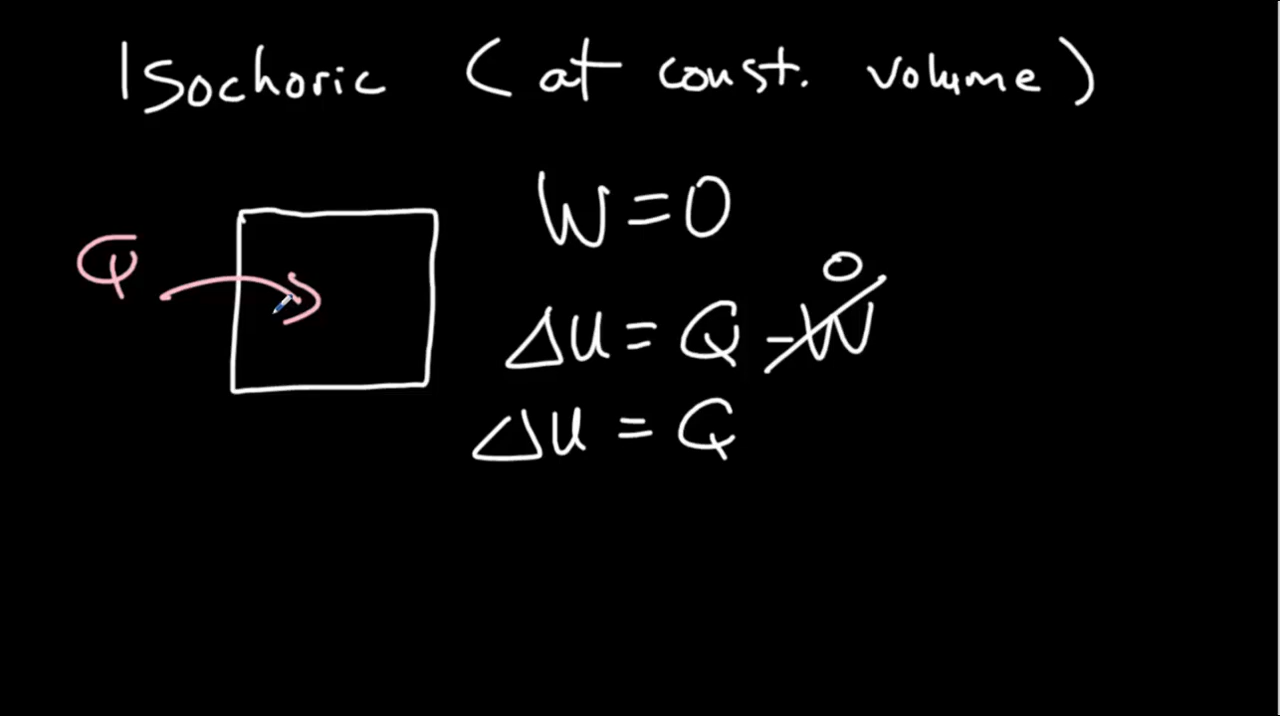 Isochoric (at const. volume)
Q
W = 0
0
ΔU = Q - W
ΔU = Q